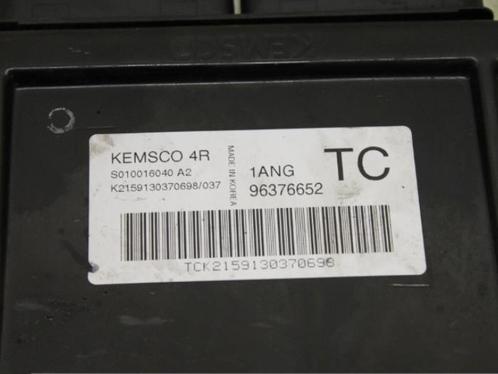 KEMSCO
KEMSCO 4R
S010016040 A2
K2159130370698/037
MADE IN KOREA
1ANG
96376652
TC
TCK2159130370698